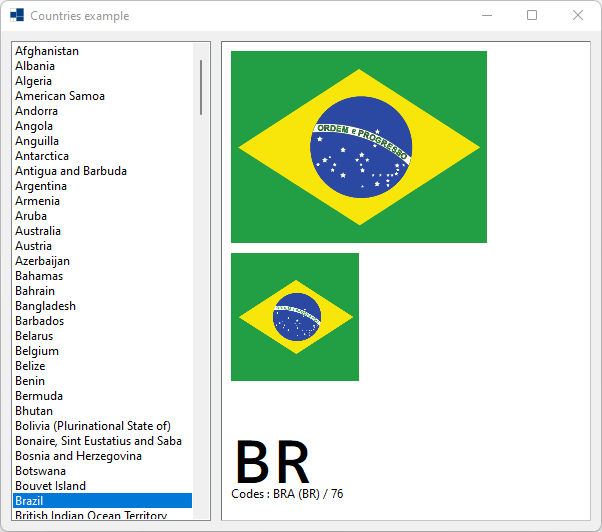 Countries example
Afghanistan
Albania
Algeria
American Samoa
Andorra
Angola
Anguilla
Antarctica
Antigua and Barbuda
Argentina
Armenia
Aruba
Australia
Austria
Azerbaijan
Bahamas
Bahrain
Bangladesh
Barbados
Belarus
Belgium
Belize
Benin
Bermuda
Bhutan
Bolivia (Plurinational State of)
Bonaire, Sint Eustatius and Saba
Bosnia and Herzegovina
Botswana
Bouvet Island
Brazil
British Indian Ocean Territory
ORDEM E PROGRESSO
BR
Codes : BRA (BR) / 76